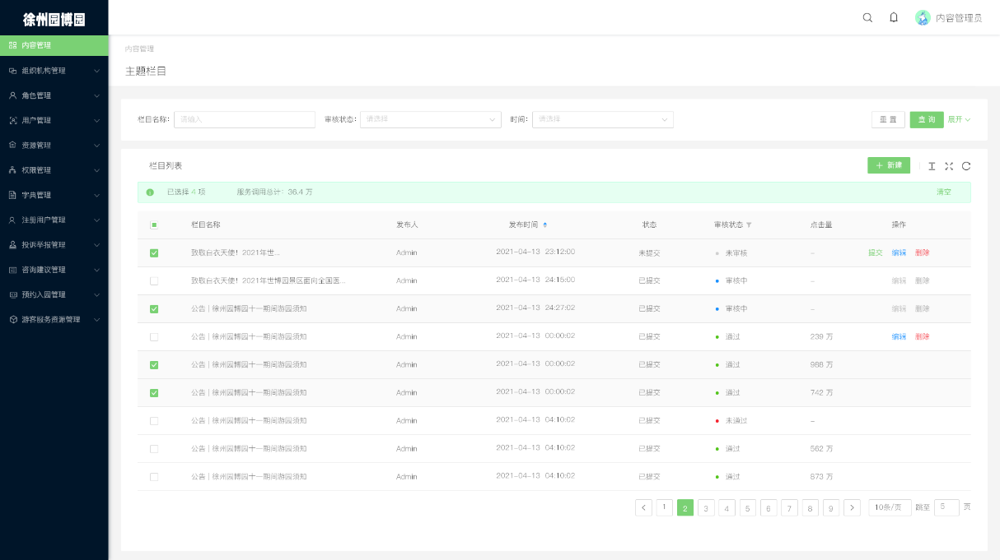 徐州园博园
内容管理员
内容管理
组织机构管理
角色管理
用户管理
资源管理
权限管理
字典管理
注册用户管理
投诉举报管理
咨询建议管理
预约入园管理
游客服务资源管理
内容管理
主题栏目
栏目名称: 请输入 审核状态: 请选择 时间: 请选择 重 置 查 询 展开
栏目列表 + 新建
已选择 4 项 服务调用总计: 36.4 万 清空
栏目名称 发布人 发布时间 状态 审核状态 点击量 操作
致敬白衣天使! 2021年世... Admin 2021-04-13 23:12:00 未提交 未审核 - 提交 编辑 删除
致敬白衣天使! 2021年世博园景区面向全国医... Admin 2021-04-13 24:15:00 已提交 审核中 - 编辑 删除
公告 | 徐州园博园十一期间游园须知 Admin 2021-04-13 24:27:02 已提交 审核中 - 编辑 删除
公告 | 徐州园博园十一期间游园须知 Admin 2021-04-13 00:00:02 已提交 通过 239 万 编辑 删除
公告 | 徐州园博园十一期间游园须知 Admin 2021-04-13 00:00:02 已提交 通过 988 万
公告 | 徐州园博园十一期间游园须知 Admin 2021-04-13 00:00:02 已提交 通过 742 万
公告 | 徐州园博园十一期间游园须知 Admin 2021-04-13 04:10:02 已提交 未通过 -
公告 | 徐州园博园十一期间游园须知 Admin 2021-04-13 04:10:02 已提交 通过 562 万
公告 | 徐州园博园十一期间游园须知 Admin 2021-04-13 04:10:02 已提交 通过 873 万
1 2 3 4 5 6 7 8 9 10条/页 跳至 5 页